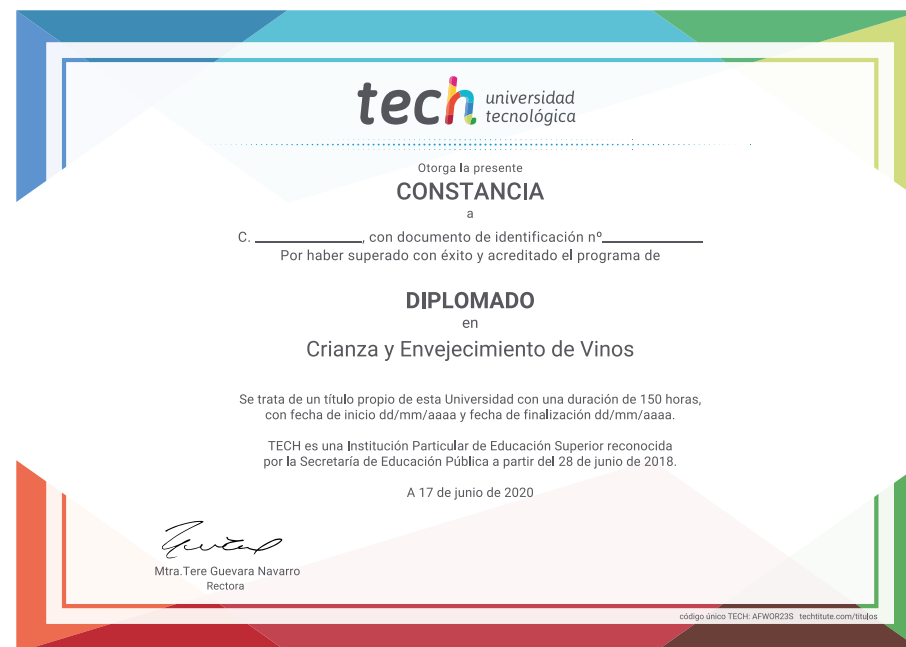 tech universidad
tecnológica
Otorga la presente
CONSTANCIA
a
C. ____________, con documento de identificación nº____________
Por haber superado con éxito y acreditado el programa de
DIPLOMADO
en
Crianza y Envejecimiento de Vinos
Se trata de un título propio de esta Universidad con una duración de 150 horas,
con fecha de inicio dd/mm/aaaa y fecha de finalización dd/mm/aaaa.
TECH es una Institución Particular de Educación Superior reconocida
por la Secretaría de Educación Pública a partir del 28 de junio de 2018.
A 17 de junio de 2020
Mtra.Tere Guevara Navarro
Rectora
código único TECH: AFWOR23S techtitute.com/titulos